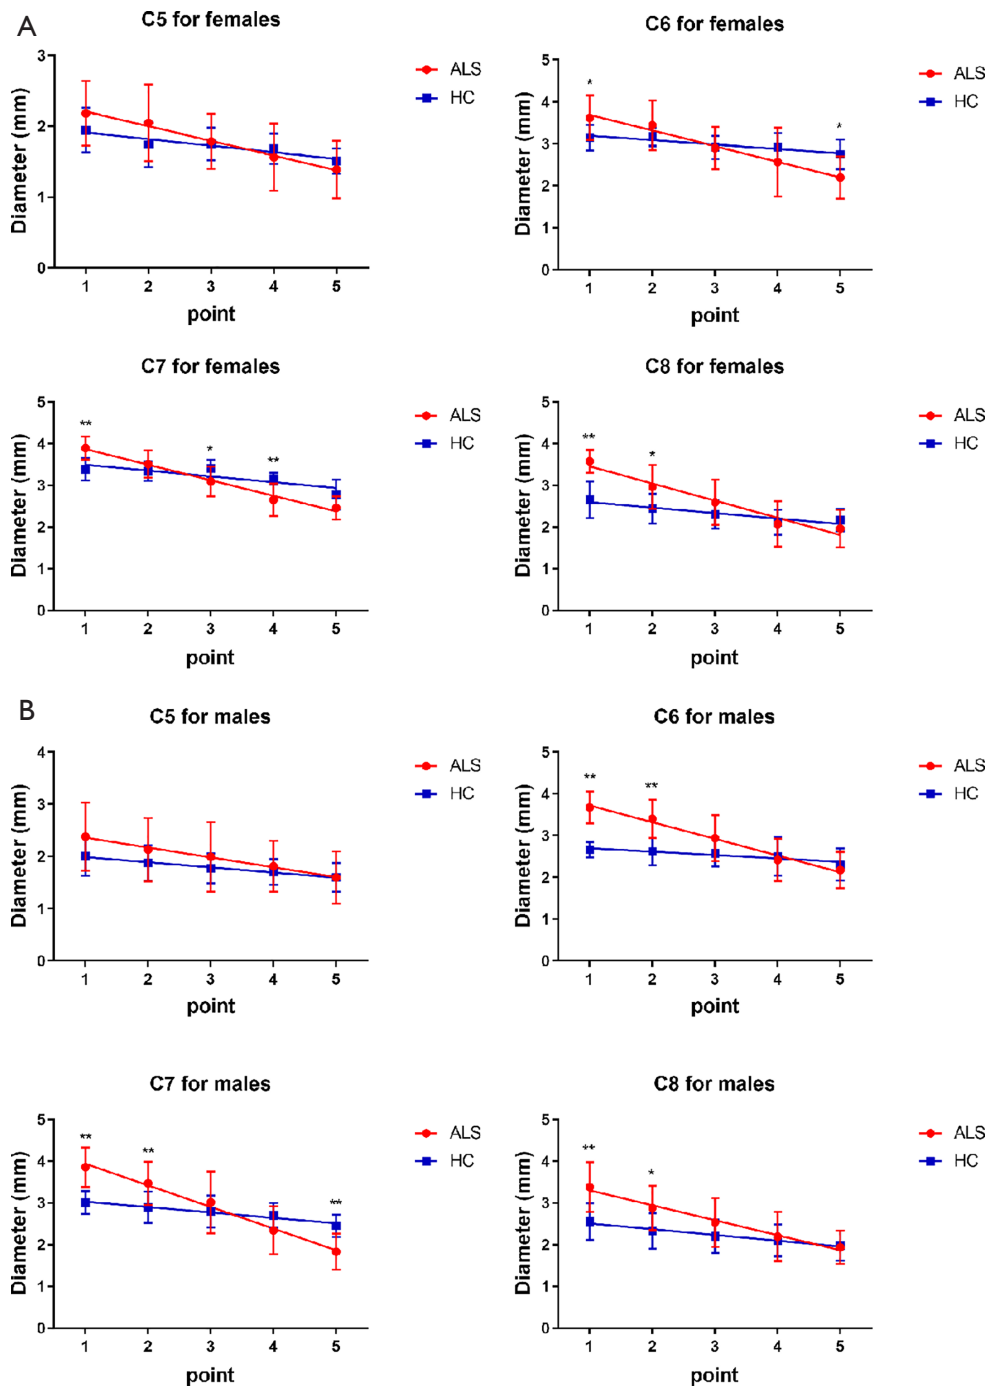 A
C5 for females
3
2
1
0
Diameter (mm)
1 2 3 4 5
point
ALS
HC
C6 for females
5
4
3
2
1
0
Diameter (mm)
* *
1 2 3 4 5
point
ALS
HC
C7 for females
5
4
3
2
1
0
Diameter (mm)
** * **
1 2 3 4 5
point
ALS
HC
C8 for females
5
4
3
2
1
0
Diameter (mm)
** *
1 2 3 4 5
point
ALS
HC
B
C5 for males
4
3
2
1
0
Diameter (mm)
1 2 3 4 5
point
ALS
HC
C6 for males
5
4
3
2
1
0
Diameter (mm)
** **
1 2 3 4 5
point
ALS
HC
C7 for males
5
4
3
2
1
0
Diameter (mm)
** ** **
1 2 3 4 5
point
ALS
HC
C8 for males
5
4
3
2
1
0
Diameter (mm)
** *
1 2 3 4 5
point
ALS
HC